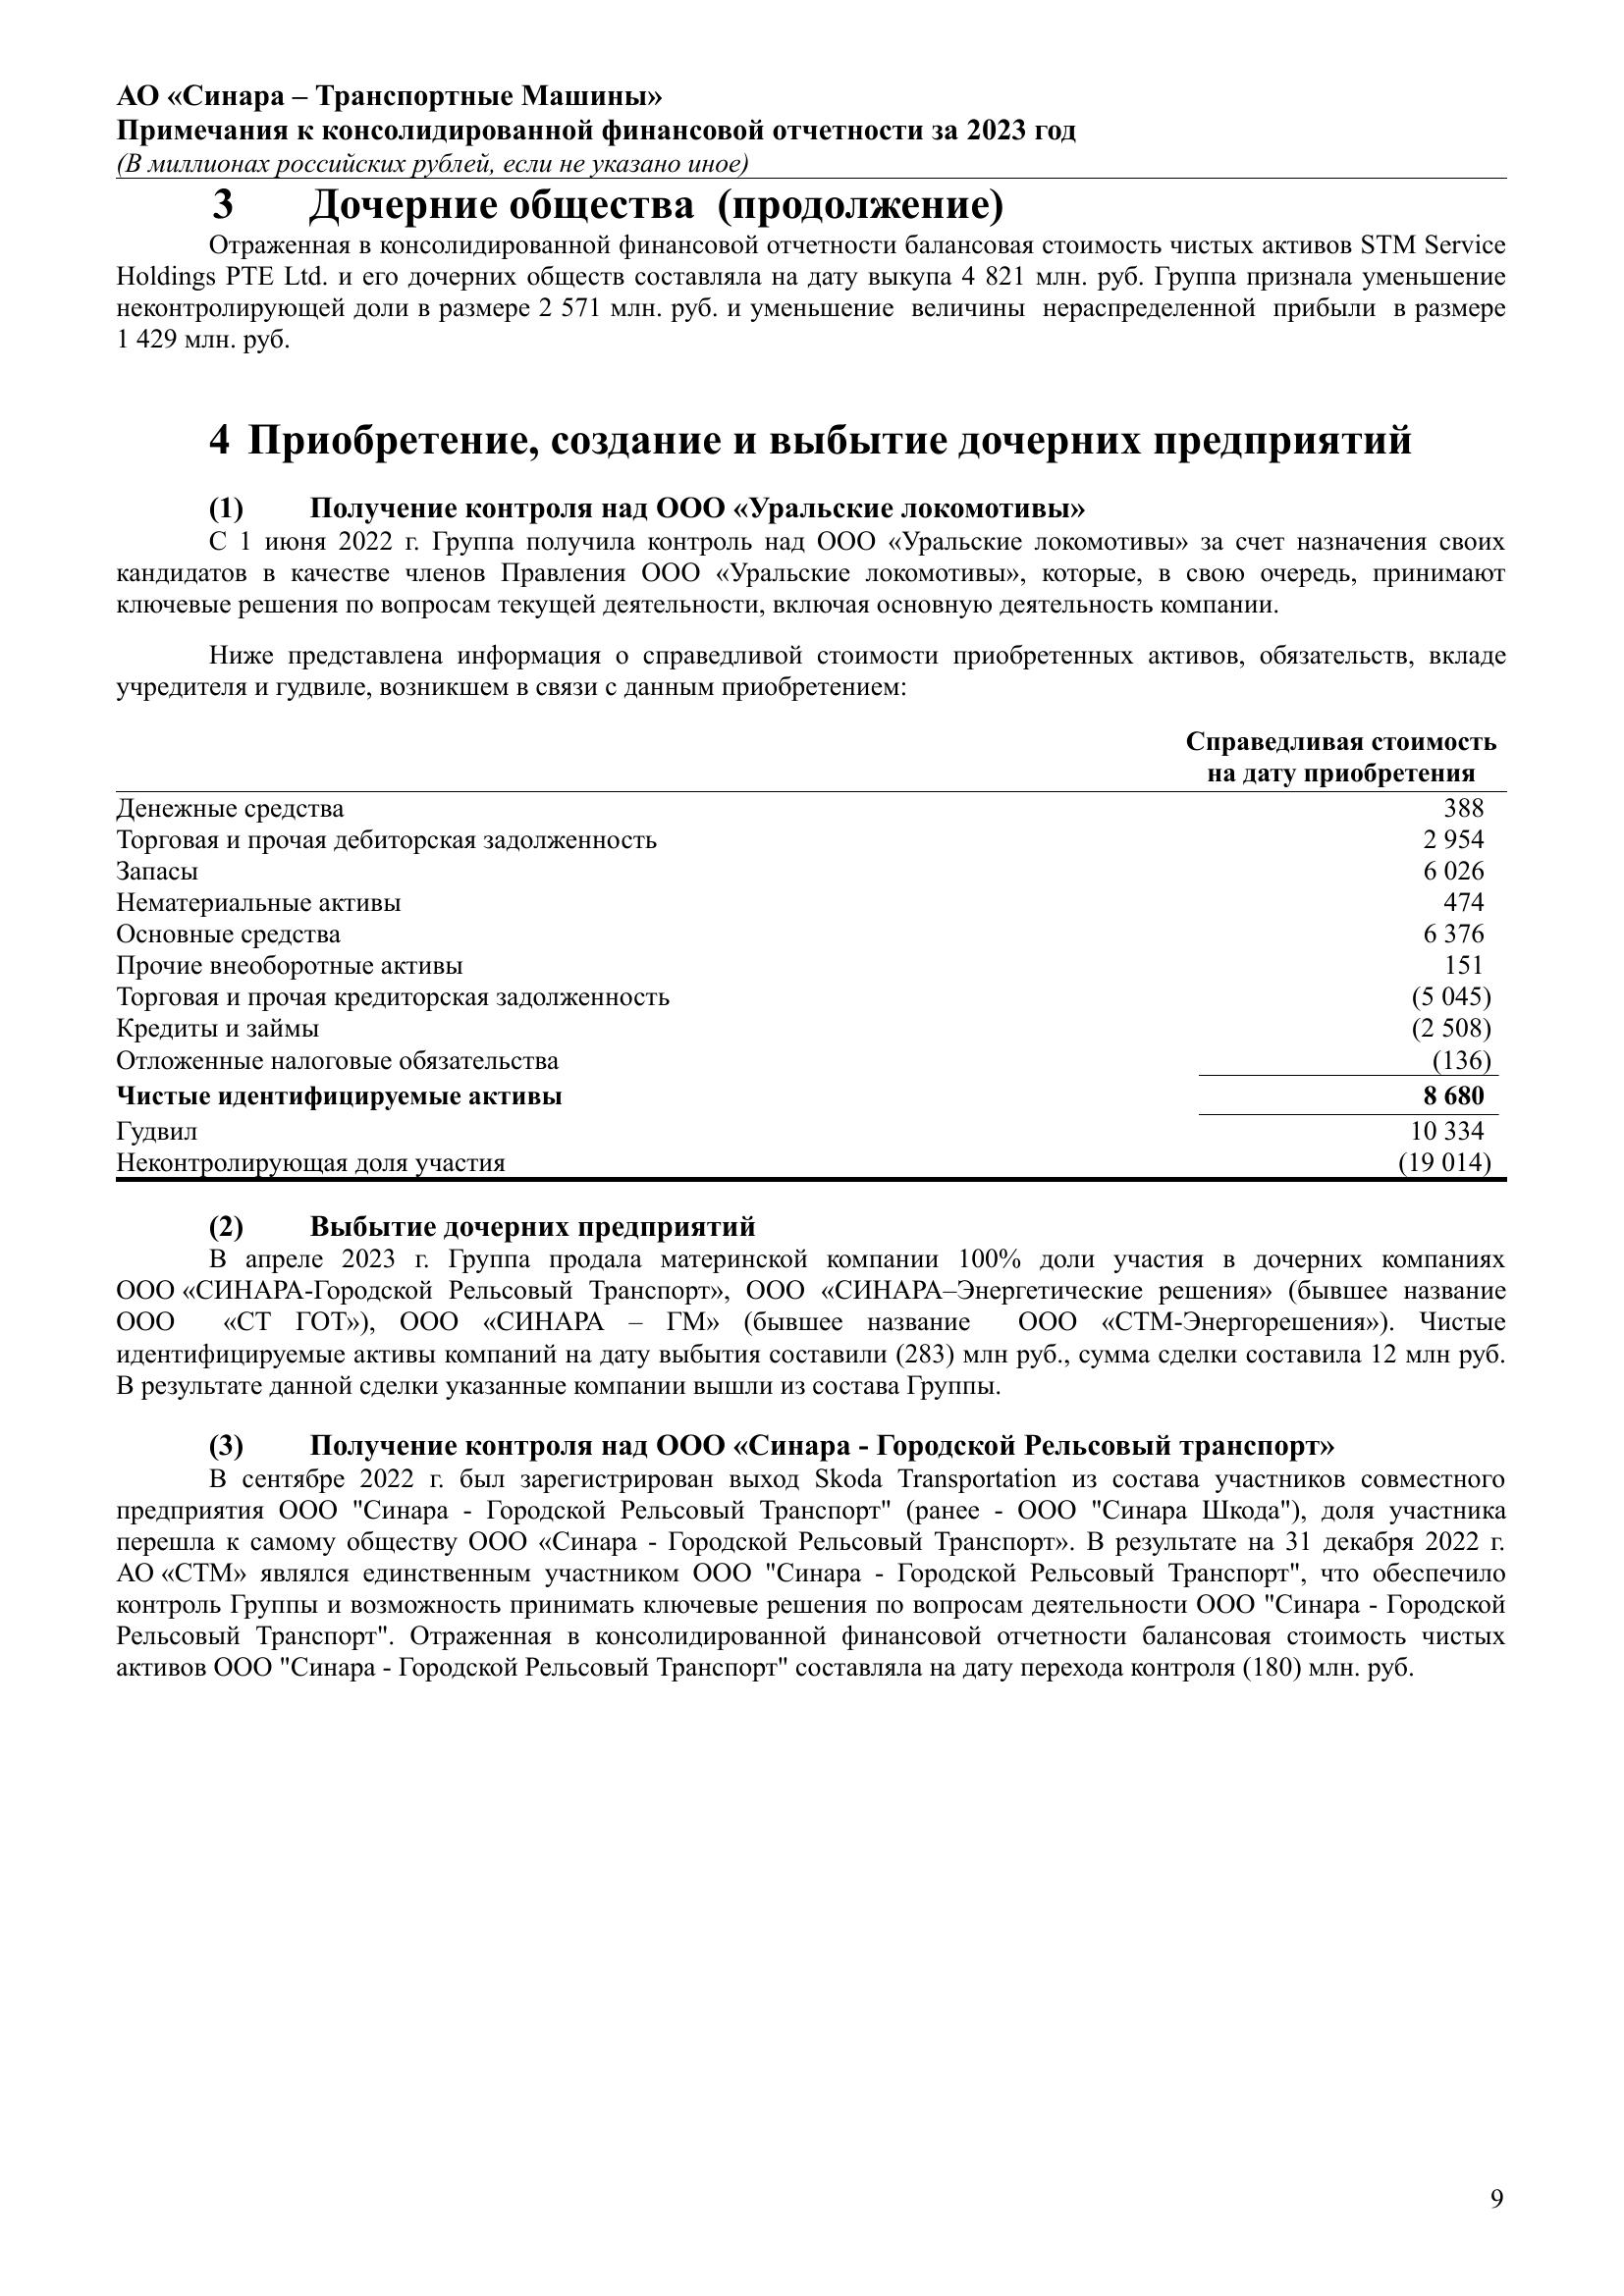 АО «Синара – Транспортные Машины»
Примечания к консолидированной финансовой отчетности за 2023 год
(В миллионах российских рублей, если не указано иное)
3 Дочерние общества (продолжение)
Отраженная в консолидированной финансовой отчетности балансовая стоимость чистых активов STM Service
Holdings PTE Ltd. и его дочерних обществ составляла на дату выкупа 4 821 млн. руб. Группа признала уменьшение
неконтролирующей доли в размере 2 571 млн. руб. и уменьшение величины нераспределенной прибыли в размере
1 429 млн. руб.
4 Приобретение, создание и выбытие дочерних предприятий
(1) Получение контроля над ООО «Уральские локомотивы»
С 1 июня 2022 г. Группа получила контроль над ООО «Уральские локомотивы» за счет назначения своих
кандидатов в качестве членов Правления ООО «Уральские локомотивы», которые, в свою очередь, принимают
ключевые решения по вопросам текущей деятельности, включая основную деятельность компании.
Ниже представлена информация о справедливой стоимости приобретенных активов, обязательств, вкладе
учредителя и гудвиле, возникшем в связи с данным приобретением:
Справедливая стоимость
на дату приобретения
Денежные средства 388
Торговая и прочая дебиторская задолженность 2 954
Запасы 6 026
Нематериальные активы 474
Основные средства 6 376
Прочие внеоборотные активы 151
Торговая и прочая кредиторская задолженность (5 045)
Кредиты и займы (2 508)
Отложенные налоговые обязательства (136)
Чистые идентифицируемые активы 8 680
Гудвил 10 334
Неконтролирующая доля участия (19 014)
(2) Выбытие дочерних предприятий
В апреле 2023 г. Группа продала материнской компании 100% доли участия в дочерних компаниях
ООО «СИНАРА-Городской Рельсовый Транспорт», ООО «СИНАРА–Энергетические решения» (бывшее название
ООО «СТ ГОТ»), ООО «СИНАРА – ГМ» (бывшее название ООО «СТМ-Энергорешения»). Чистые
идентифицируемые активы компаний на дату выбытия составили (283) млн руб., сумма сделки составила 12 млн руб.
В результате данной сделки указанные компании вышли из состава Группы.
(3) Получение контроля над ООО «Синара - Городской Рельсовый транспорт»
В сентябре 2022 г. был зарегистрирован выход Skoda Transportation из состава участников совместного
предприятия ООО "Синара - Городской Рельсовый Транспорт" (ранее - ООО "Синара Шкода"), доля участника
перешла к самому обществу ООО «Синара - Городской Рельсовый Транспорт». В результате на 31 декабря 2022 г.
АО «СТМ» являлся единственным участником ООО "Синара - Городской Рельсовый Транспорт", что обеспечило
контроль Группы и возможность принимать ключевые решения по вопросам деятельности ООО "Синара - Городской
Рельсовый Транспорт". Отраженная в консолидированной финансовой отчетности балансовая стоимость чистых
активов ООО "Синара - Городской Рельсовый Транспорт" составляла на дату перехода контроля (180) млн. руб.
9